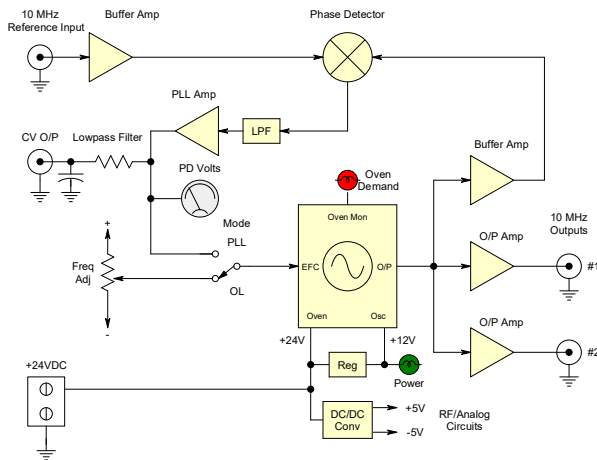 10 MHz
Reference Input
Buffer Amp
Phase Detector
PLL Amp
LPF
CV O/P
Lowpass Filter
PD Volts
Oven
Demand
Buffer Amp
Mode
PLL
Oven Mon
10 MHz
Outputs
+
Freq
Adj
-
OL
EFC
O/P
O/P Amp
#1
Oven
Osc
+24V
+12V
O/P Amp
#2
Reg
Power
+24VDC
DC/DC
Conv
+5V
-5V
RF/Analog
Circuits